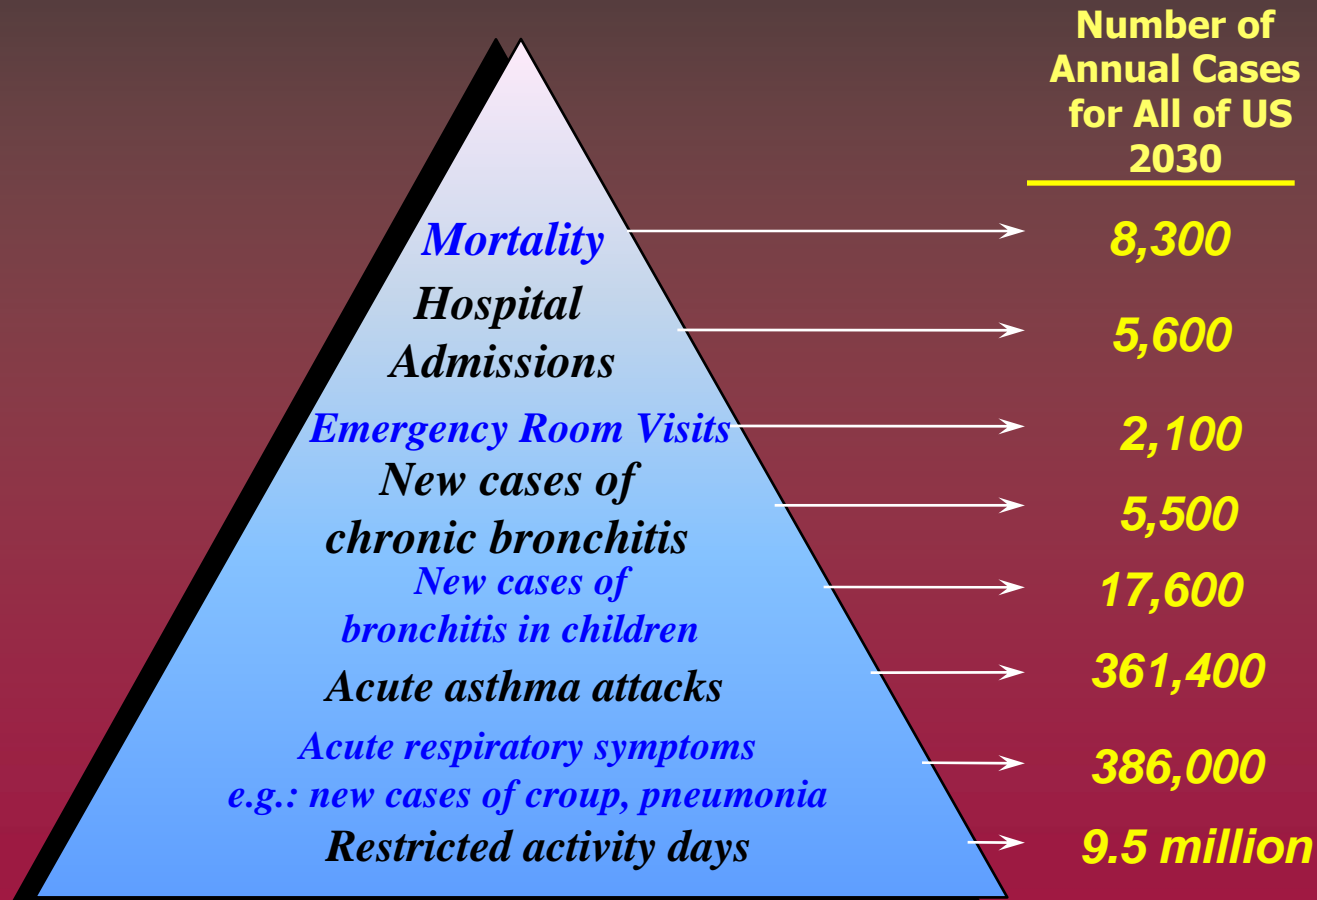 Number of
Annual Cases
for All of US
2030
Mortality
8,300
Hospital
Admissions
5,600
Emergency Room Visits
2,100
New cases of
chronic bronchitis
5,500
New cases of
bronchitis in children
17,600
Acute asthma attacks
361,400
Acute respiratory symptoms
e.g.: new cases of croup, pneumonia
386,000
Restricted activity days
9.5 million